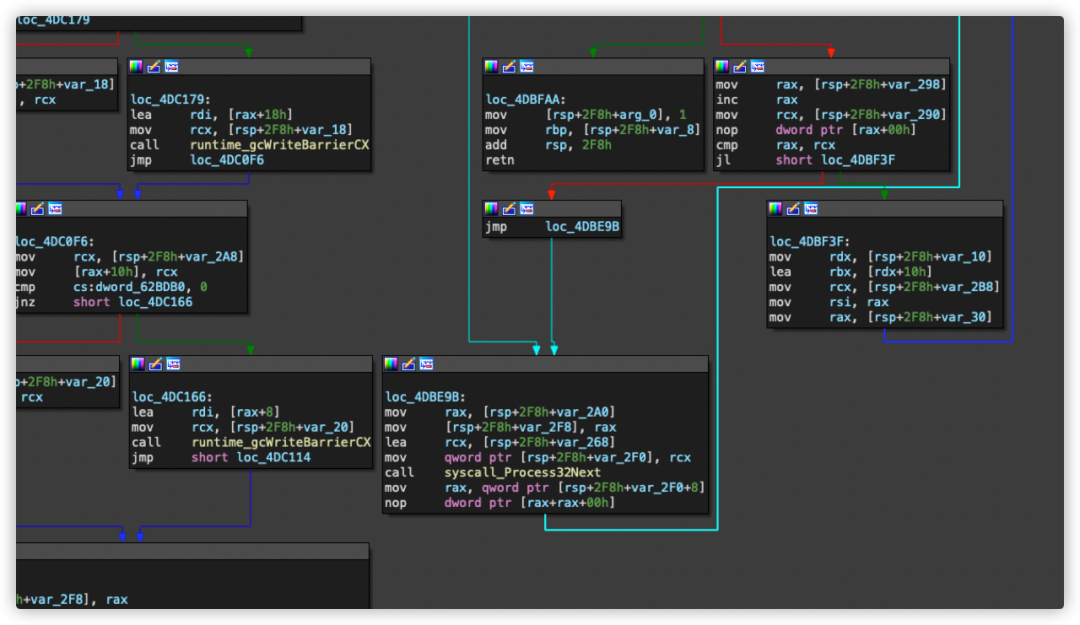 loc_4DC179
+2F8h+var_18]
, rcx
loc_4DC179:
lea rdi, [rax+18h]
mov rcx, [rsp+2F8h+var_18]
call runtime_gcWriteBarrierCX
jmp loc_4DC0F6
loc_4DBFAA:
mov [rsp+2F8h+arg_0], 1
mov rbp, [rsp+2F8h+var_8]
add rsp, 2F8h
retn
mov rax, [rsp+2F8h+var_298]
inc rax
mov rcx, [rsp+2F8h+var_290]
nop dword ptr [rax+00h]
cmp rax, rcx
jl short loc_4DBF3F
loc_4DC0F6:
mov rcx, [rsp+2F8h+var_2A8]
mov [rax+10h], rcx
cmp cs:dword_62BDB0, 0
jnz short loc_4DC166
jmp loc_4DBE9B
loc_4DBF3F:
mov rdx, [rsp+2F8h+var_10]
lea rbx, [rdx+10h]
mov rcx, [rsp+2F8h+var_2B8]
mov rsi, rax
mov rax, [rsp+2F8h+var_30]
+2F8h+var_20]
rcx
loc_4DC166:
lea rdi, [rax+8]
mov rcx, [rsp+2F8h+var_20]
call runtime_gcWriteBarrierCX
jmp short loc_4DC114
loc_4DBE9B:
mov rax, [rsp+2F8h+var_2A0]
mov [rsp+2F8h+var_2F8], rax
lea rcx, [rsp+2F8h+var_268]
mov qword ptr [rsp+2F8h+var_2F0], rcx
call syscall_Process32Next
mov rax, qword ptr [rsp+2F8h+var_2F0+8]
nop dword ptr [rax+rax+00h]
h+var_2F8], rax